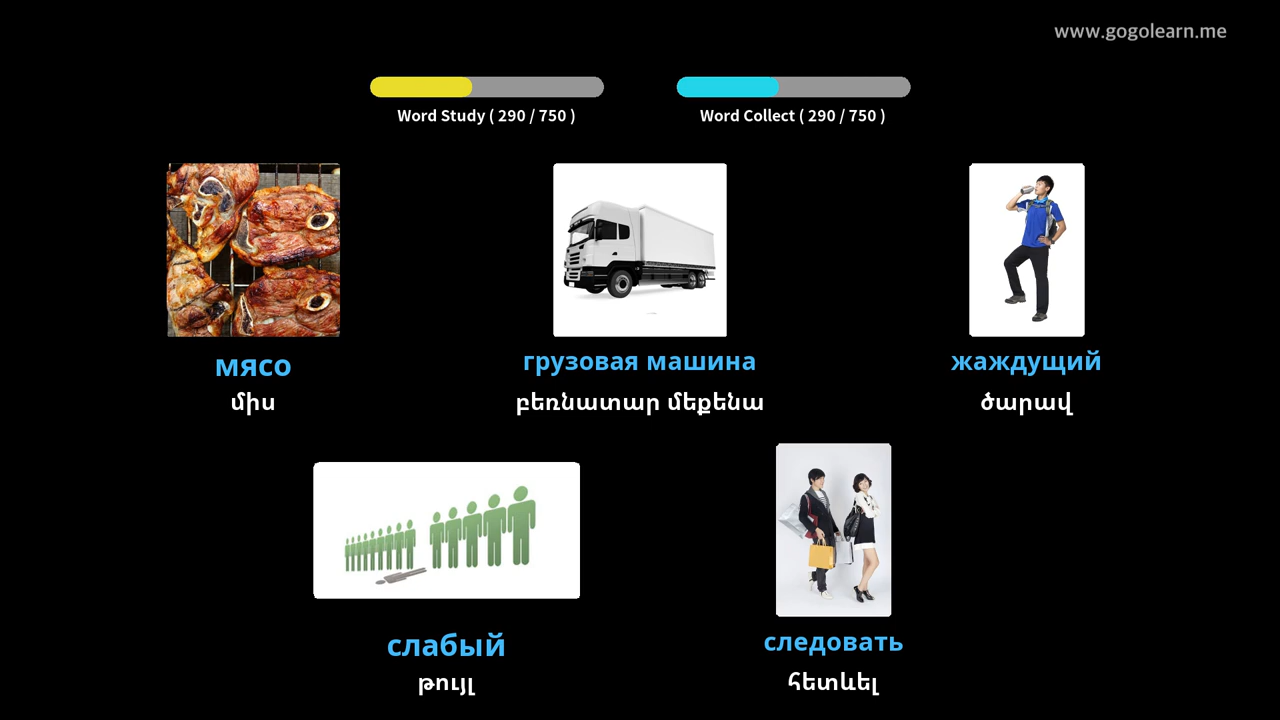 www.gogolearn.me
Word Study ( 290 / 750 )
Word Collect ( 290 / 750 )
мясо
միս
грузовая машина
բեռնատար մեքենա
жаждущий
ծարավ
слабый
թույլ
следовать
հետևել